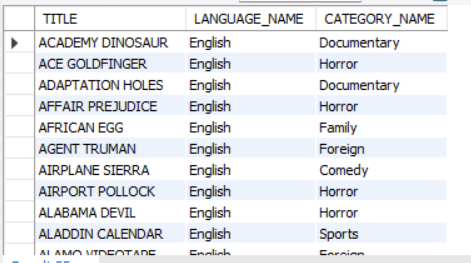 TITLE LANGUAGE_NAME CATEGORY_NAME
ACADEMY DINOSAUR English Documentary
ACE GOLDFINGER English Horror
ADAPTATION HOLES English Documentary
AFFAIR PREJUDICE English Horror
AFRICAN EGG English Family
AGENT TRUMAN English Foreign
AIRPLANE SIERRA English Comedy
AIRPORT POLLOCK English Horror
ALABAMA DEVIL English Horror
ALADDIN CALENDAR English Sports
ALAMO VIDEOTAPE English Foreign